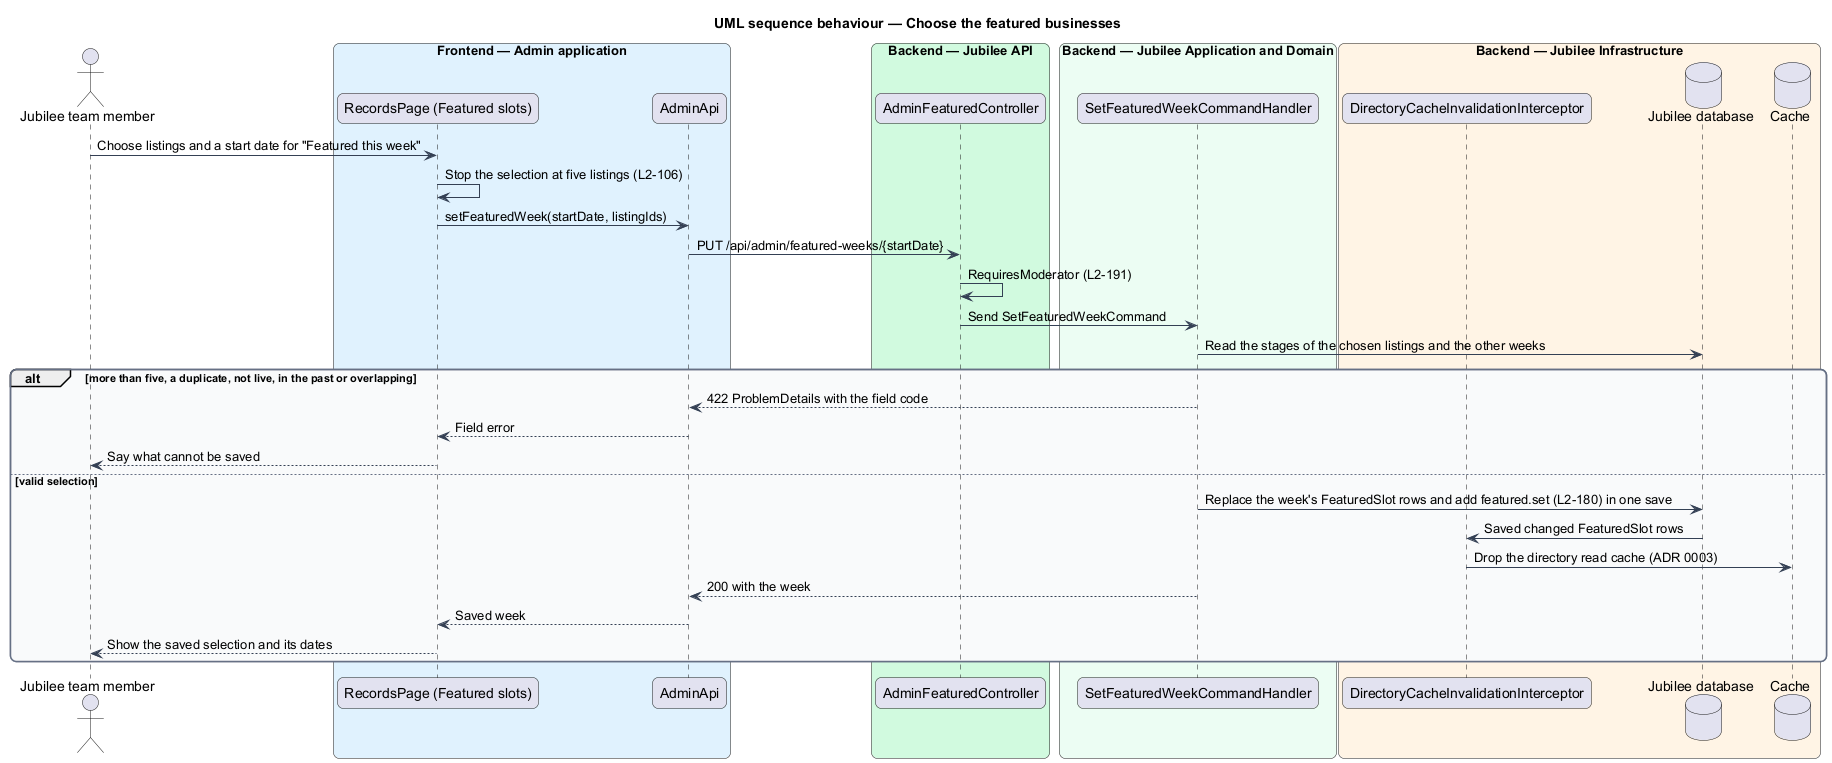 UML sequence behaviour — Choose the featured businesses
Frontend — Admin application
Backend — Jubilee API
Backend — Jubilee Application and Domain
Backend — Jubilee Infrastructure
Jubilee team member
RecordsPage (Featured slots)
AdminApi
AdminFeaturedController
SetFeaturedWeekCommandHandler
DirectoryCacheInvalidationInterceptor
Jubilee database
Cache
Choose listings and a start date for "Featured this week"
Stop the selection at five listings (L2-106)
setFeaturedWeek(startDate, listingIds)
PUT /api/admin/featured-weeks/{startDate}
RequiresModerator (L2-191)
Send SetFeaturedWeekCommand
Read the stages of the chosen listings and the other weeks
alt
[more than five, a duplicate, not live, in the past or overlapping]
422 ProblemDetails with the field code
Field error
Say what cannot be saved
[valid selection]
Replace the week's FeaturedSlot rows and add featured.set (L2-180) in one save
Saved changed FeaturedSlot rows
Drop the directory read cache (ADR 0003)
200 with the week
Saved week
Show the saved selection and its dates
Jubilee team member
RecordsPage (Featured slots)
AdminApi
AdminFeaturedController
SetFeaturedWeekCommandHandler
DirectoryCacheInvalidationInterceptor
Jubilee database
Cache